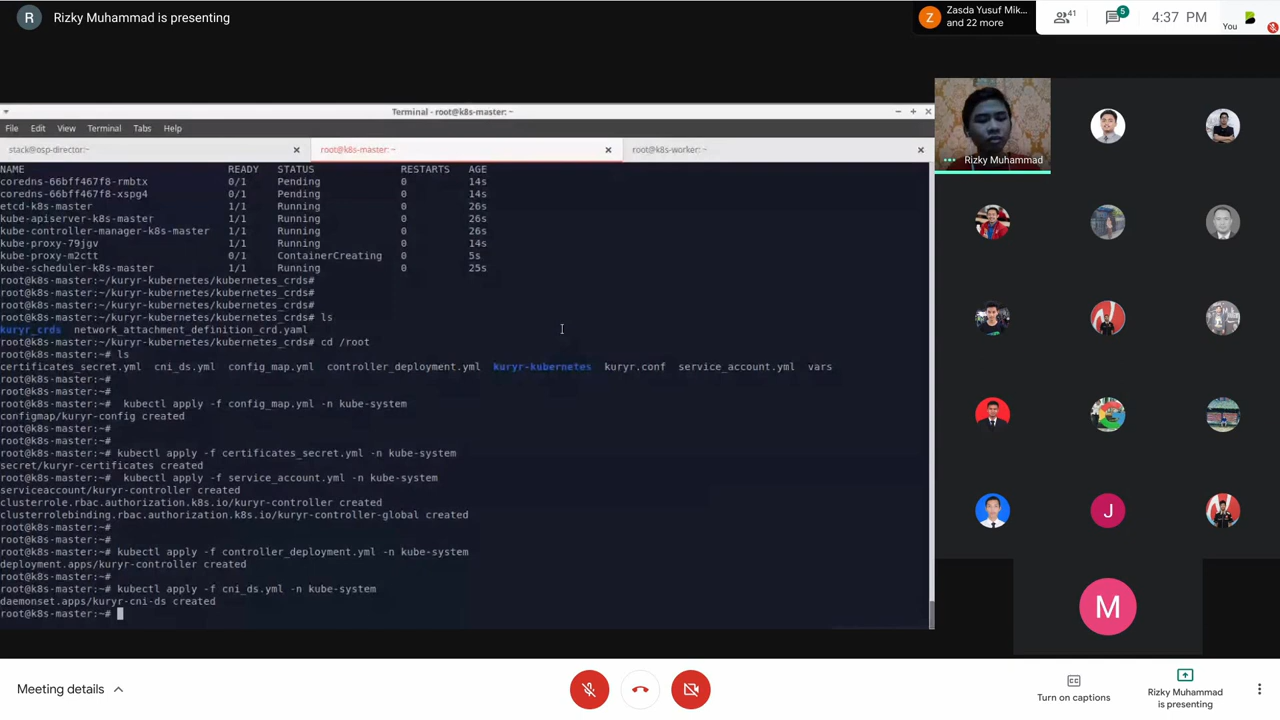 R Rizky Muhammad is presenting
Z Zasda Yusuf Mik...
and 22 more
41
5
4:37 PM
You
Terminal - root@k8s-master: ~
File Edit View Terminal Tabs Help
stack@osp-director:~
root@k8s-master: ~
root@k8s-worker: ~
NAME READY STATUS RESTARTS AGE
coredns-66bff467f8-rmbtx 0/1 Pending 0 14s
coredns-66bff467f8-xspg4 0/1 Pending 0 14s
etcd-k8s-master 1/1 Running 0 26s
kube-apiserver-k8s-master 1/1 Running 0 26s
kube-controller-manager-k8s-master 1/1 Running 0 26s
kube-proxy-79jgv 1/1 Running 0 14s
kube-proxy-m2ctt 0/1 ContainerCreating 0 5s
kube-scheduler-k8s-master 1/1 Running 0 25s
root@k8s-master:~/kuryr-kubernetes/kubernetes_crds#
root@k8s-master:~/kuryr-kubernetes/kubernetes_crds#
root@k8s-master:~/kuryr-kubernetes/kubernetes_crds#
root@k8s-master:~/kuryr-kubernetes/kubernetes_crds# ls
kuryr_crds network_attachment_definition_crd.yaml
root@k8s-master:~/kuryr-kubernetes/kubernetes_crds# cd /root
root@k8s-master:~# ls
certificates_secret.yml cni_ds.yml config_map.yml controller_deployment.yml kuryr-kubernetes kuryr.conf service_account.yml vars
root@k8s-master:~#
root@k8s-master:~#
root@k8s-master:~# kubectl apply -f config_map.yml -n kube-system
configmap/kuryr-config created
root@k8s-master:~#
root@k8s-master:~#
root@k8s-master:~# kubectl apply -f certificates_secret.yml -n kube-system
secret/kuryr-certificates created
root@k8s-master:~# kubectl apply -f service_account.yml -n kube-system
serviceaccount/kuryr-controller created
clusterrole.rbac.authorization.k8s.io/kuryr-controller created
clusterrolebinding.rbac.authorization.k8s.io/kuryr-controller-global created
root@k8s-master:~#
root@k8s-master:~#
root@k8s-master:~# kubectl apply -f controller_deployment.yml -n kube-system
deployment.apps/kuryr-controller created
root@k8s-master:~#
root@k8s-master:~# kubectl apply -f cni_ds.yml -n kube-system
daemonset.apps/kuryr-cni-ds created
root@k8s-master:~#
Rizky Muhammad
J
M
Meeting details
Turn on captions
Rizky Muhammad
is presenting